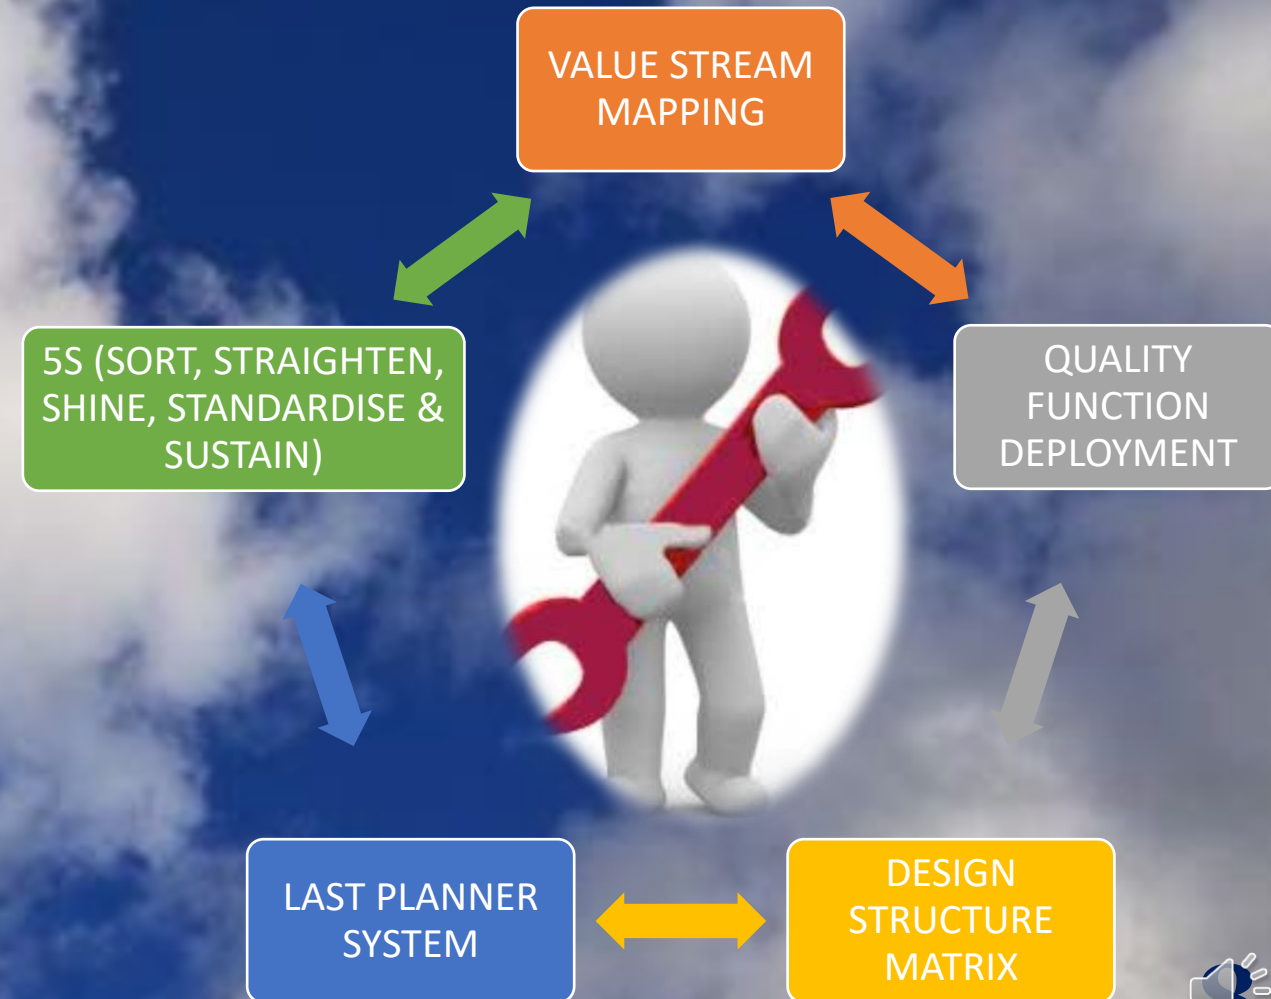 VALUE STREAM
MAPPING
5S (SORT, STRAIGHTEN,
SHINE, STANDARDISE &
SUSTAIN)
QUALITY
FUNCTION
DEPLOYMENT
LAST PLANNER
SYSTEM
DESIGN
STRUCTURE
MATRIX